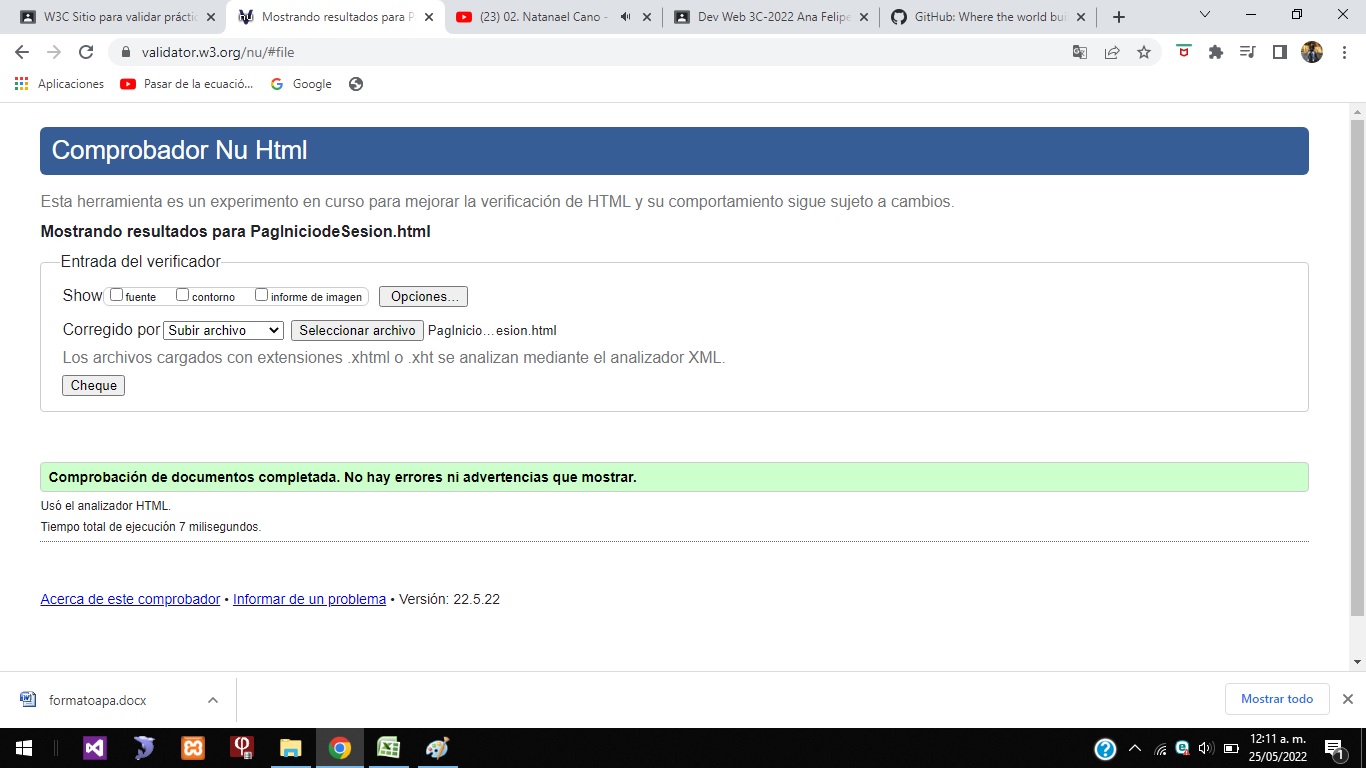 W3C Sitio para validar práctic
Mostrando resultados para P
(23) 02. Natanael Cano -
Dev Web 3C-2022 Ana Felipe
GitHub: Where the world buil
validator.w3.org/nu/#file
Aplicaciones
Pasar de la ecuació...
Google
Comprobador Nu Html
Esta herramienta es un experimento en curso para mejorar la verificación de HTML y su comportamiento sigue sujeto a cambios.
Mostrando resultados para PagIniciodeSesion.html
Entrada del verificador
Show fuente contorno informe de imagen Opciones...
Corregido por Subir archivo Seleccionar archivo PagInicio...esion.html
Los archivos cargados con extensiones .xhtml o .xht se analizan mediante el analizador XML.
Cheque
Comprobación de documentos completada. No hay errores ni advertencias que mostrar.
Usó el analizador HTML.
Tiempo total de ejecución 7 milisegundos.
Acerca de este comprobador • Informar de un problema • Versión: 22.5.22
formatoapa.docx
Mostrar todo
12:11 a. m.
25/05/2022
1